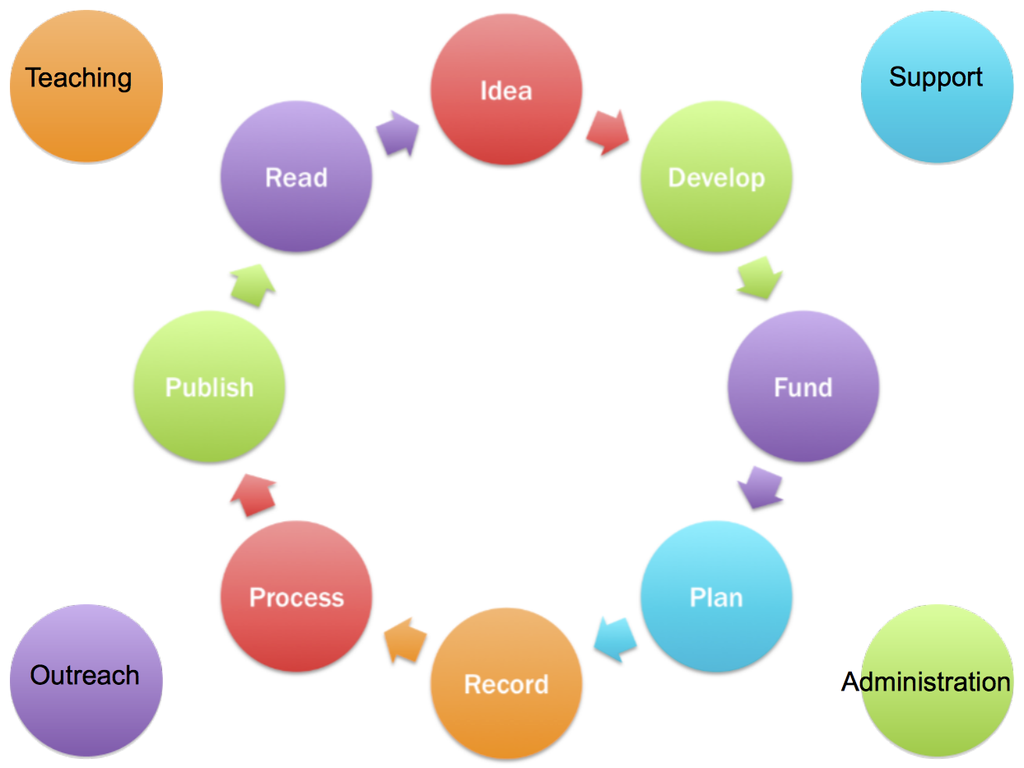 Teaching
Idea
Support
Read
Develop
Publish
Fund
Process
Plan
Record
Outreach
Administration